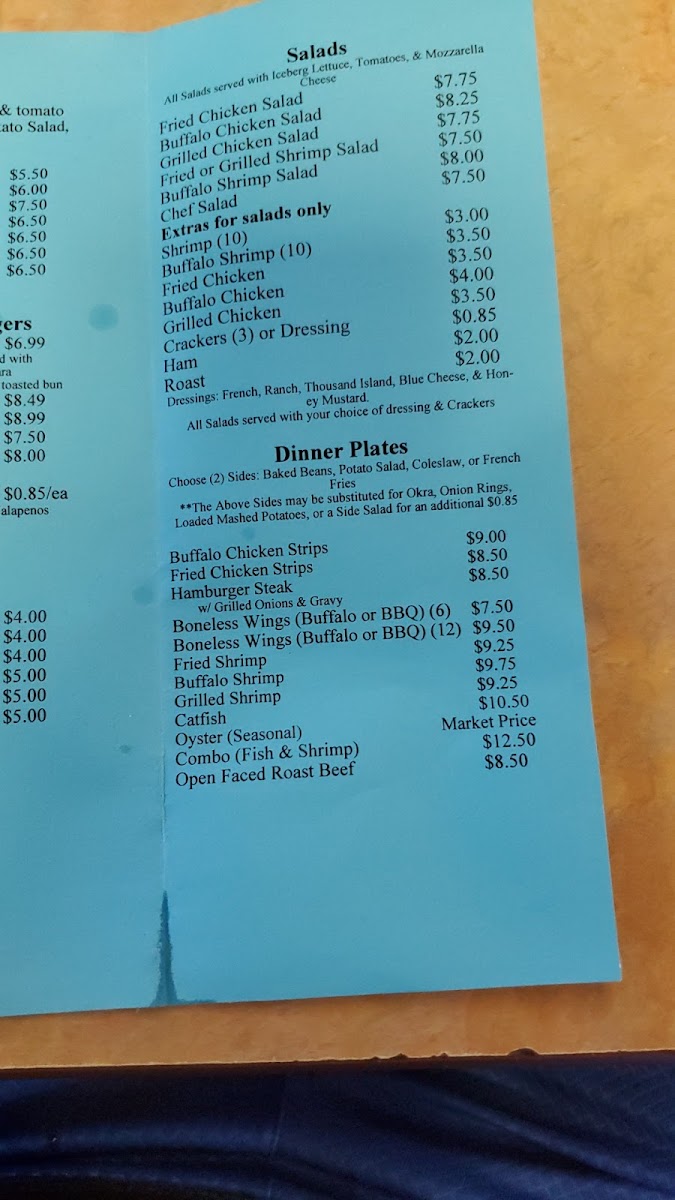 & tomato
ato Salad,
$5.50
$6.00
$7.50
$6.50
$6.50
$6.50
$6.50
gers
$6.99
d with
ra
toasted bun
$8.49
$8.99
$7.50
$8.00
$0.85/ea
alapenos
$4.00
$4.00
$4.00
$5.00
$5.00
$5.00
Salads
All Salads served with Iceberg Lettuce, Tomatoes, & Mozzarella
Cheese
Fried Chicken Salad $7.75
Buffalo Chicken Salad $8.25
Grilled Chicken Salad $7.75
Fried or Grilled Shrimp Salad $7.50
Buffalo Shrimp Salad $8.00
Chef Salad $7.50
Extras for salads only
Shrimp (10) $3.00
Buffalo Shrimp (10) $3.50
Fried Chicken $3.50
Buffalo Chicken $4.00
Grilled Chicken $3.50
Crackers (3) or Dressing $0.85
Ham $2.00
Roast $2.00
Dressings: French, Ranch, Thousand Island, Blue Cheese, & Hon-
ey Mustard.
All Salads served with your choice of dressing & Crackers
Dinner Plates
Choose (2) Sides: Baked Beans, Potato Salad, Coleslaw, or French
Fries
**The Above Sides may be substituted for Okra, Onion Rings,
Loaded Mashed Potatoes, or a Side Salad for an additional $0.85
Buffalo Chicken Strips $9.00
Fried Chicken Strips $8.50
Hamburger Steak $8.50
w/ Grilled Onions & Gravy
Boneless Wings (Buffalo or BBQ) (6) $7.50
Boneless Wings (Buffalo or BBQ) (12) $9.50
Fried Shrimp $9.25
Buffalo Shrimp $9.75
Grilled Shrimp $9.25
Catfish $10.50
Oyster (Seasonal) Market Price
Combo (Fish & Shrimp) $12.50
Open Faced Roast Beef $8.50